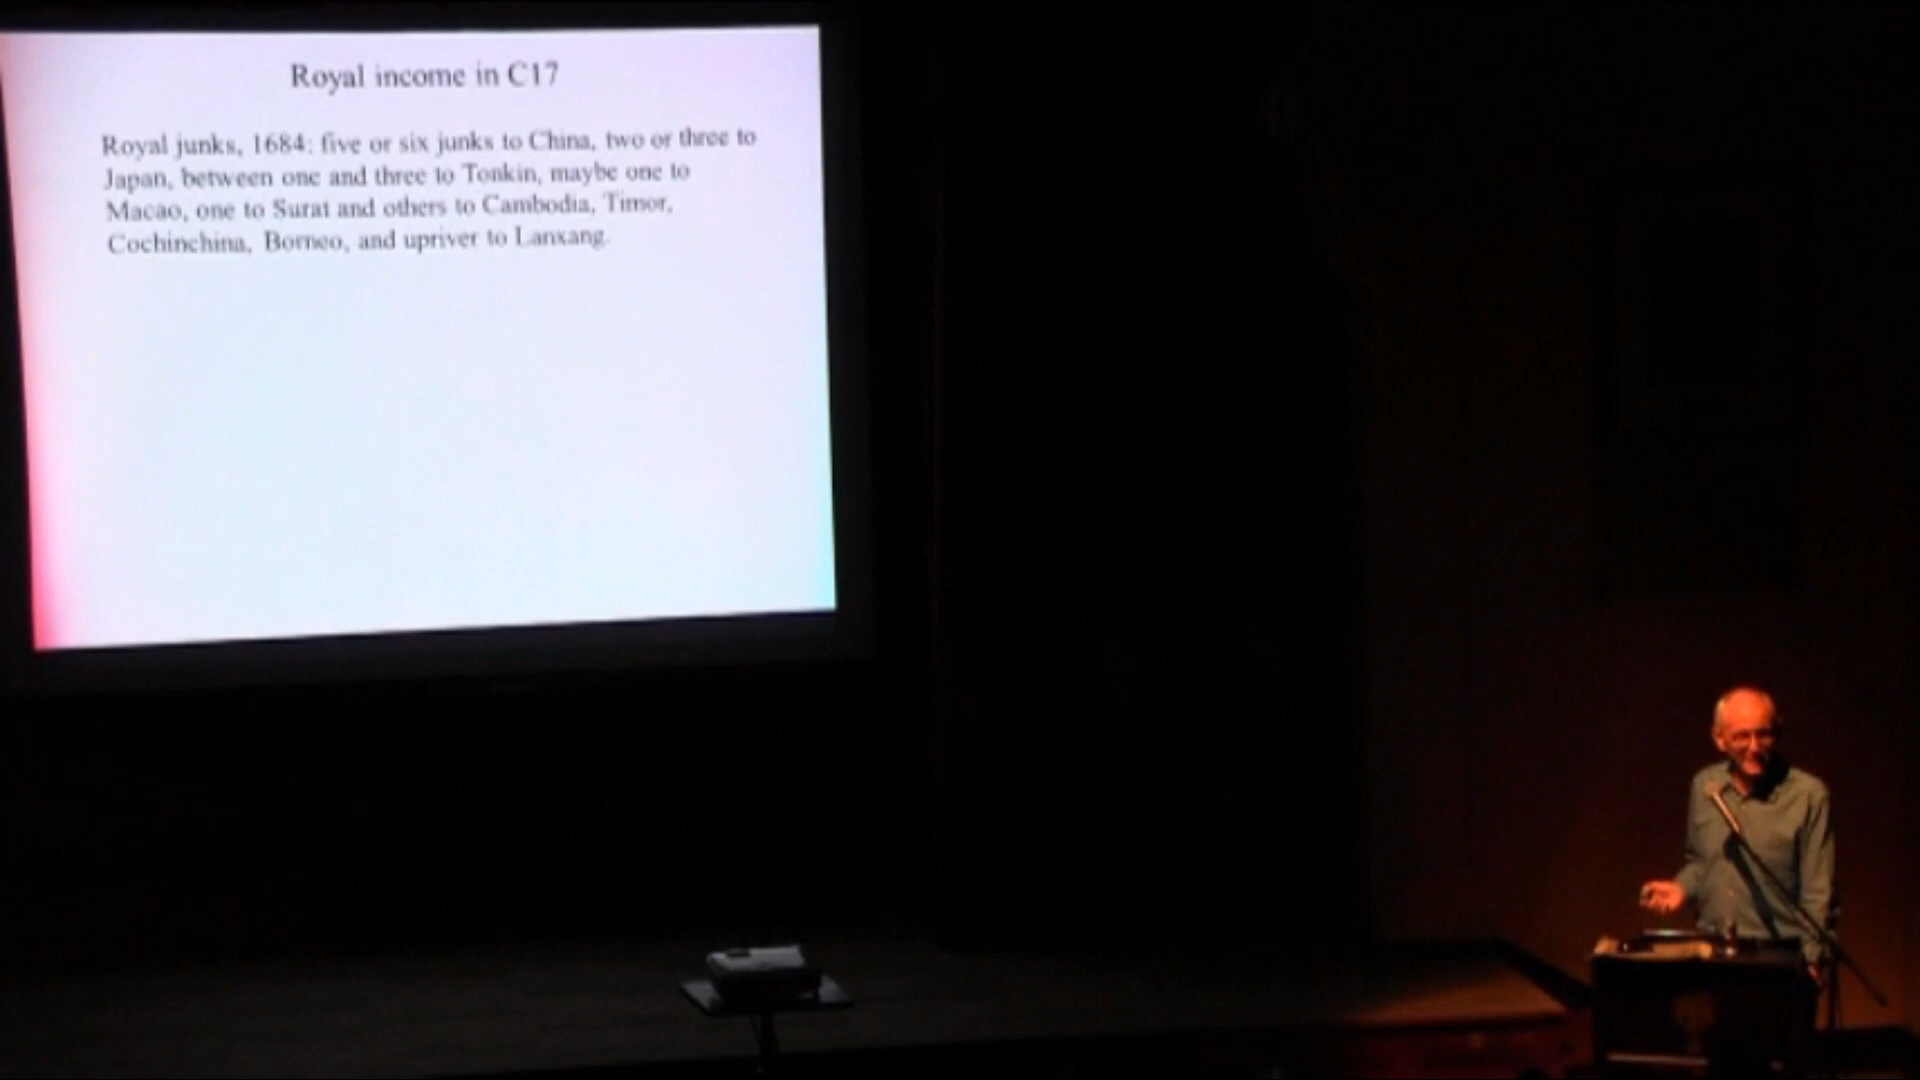 Royal income in C17
Royal junks, 1684: five or six junks to China, two or three to
Japan, between one and three to Tonkin, maybe one to
Macao, one to Surat and others to Cambodia, Timor,
Cochinchina, Borneo, and upriver to Lanxang.